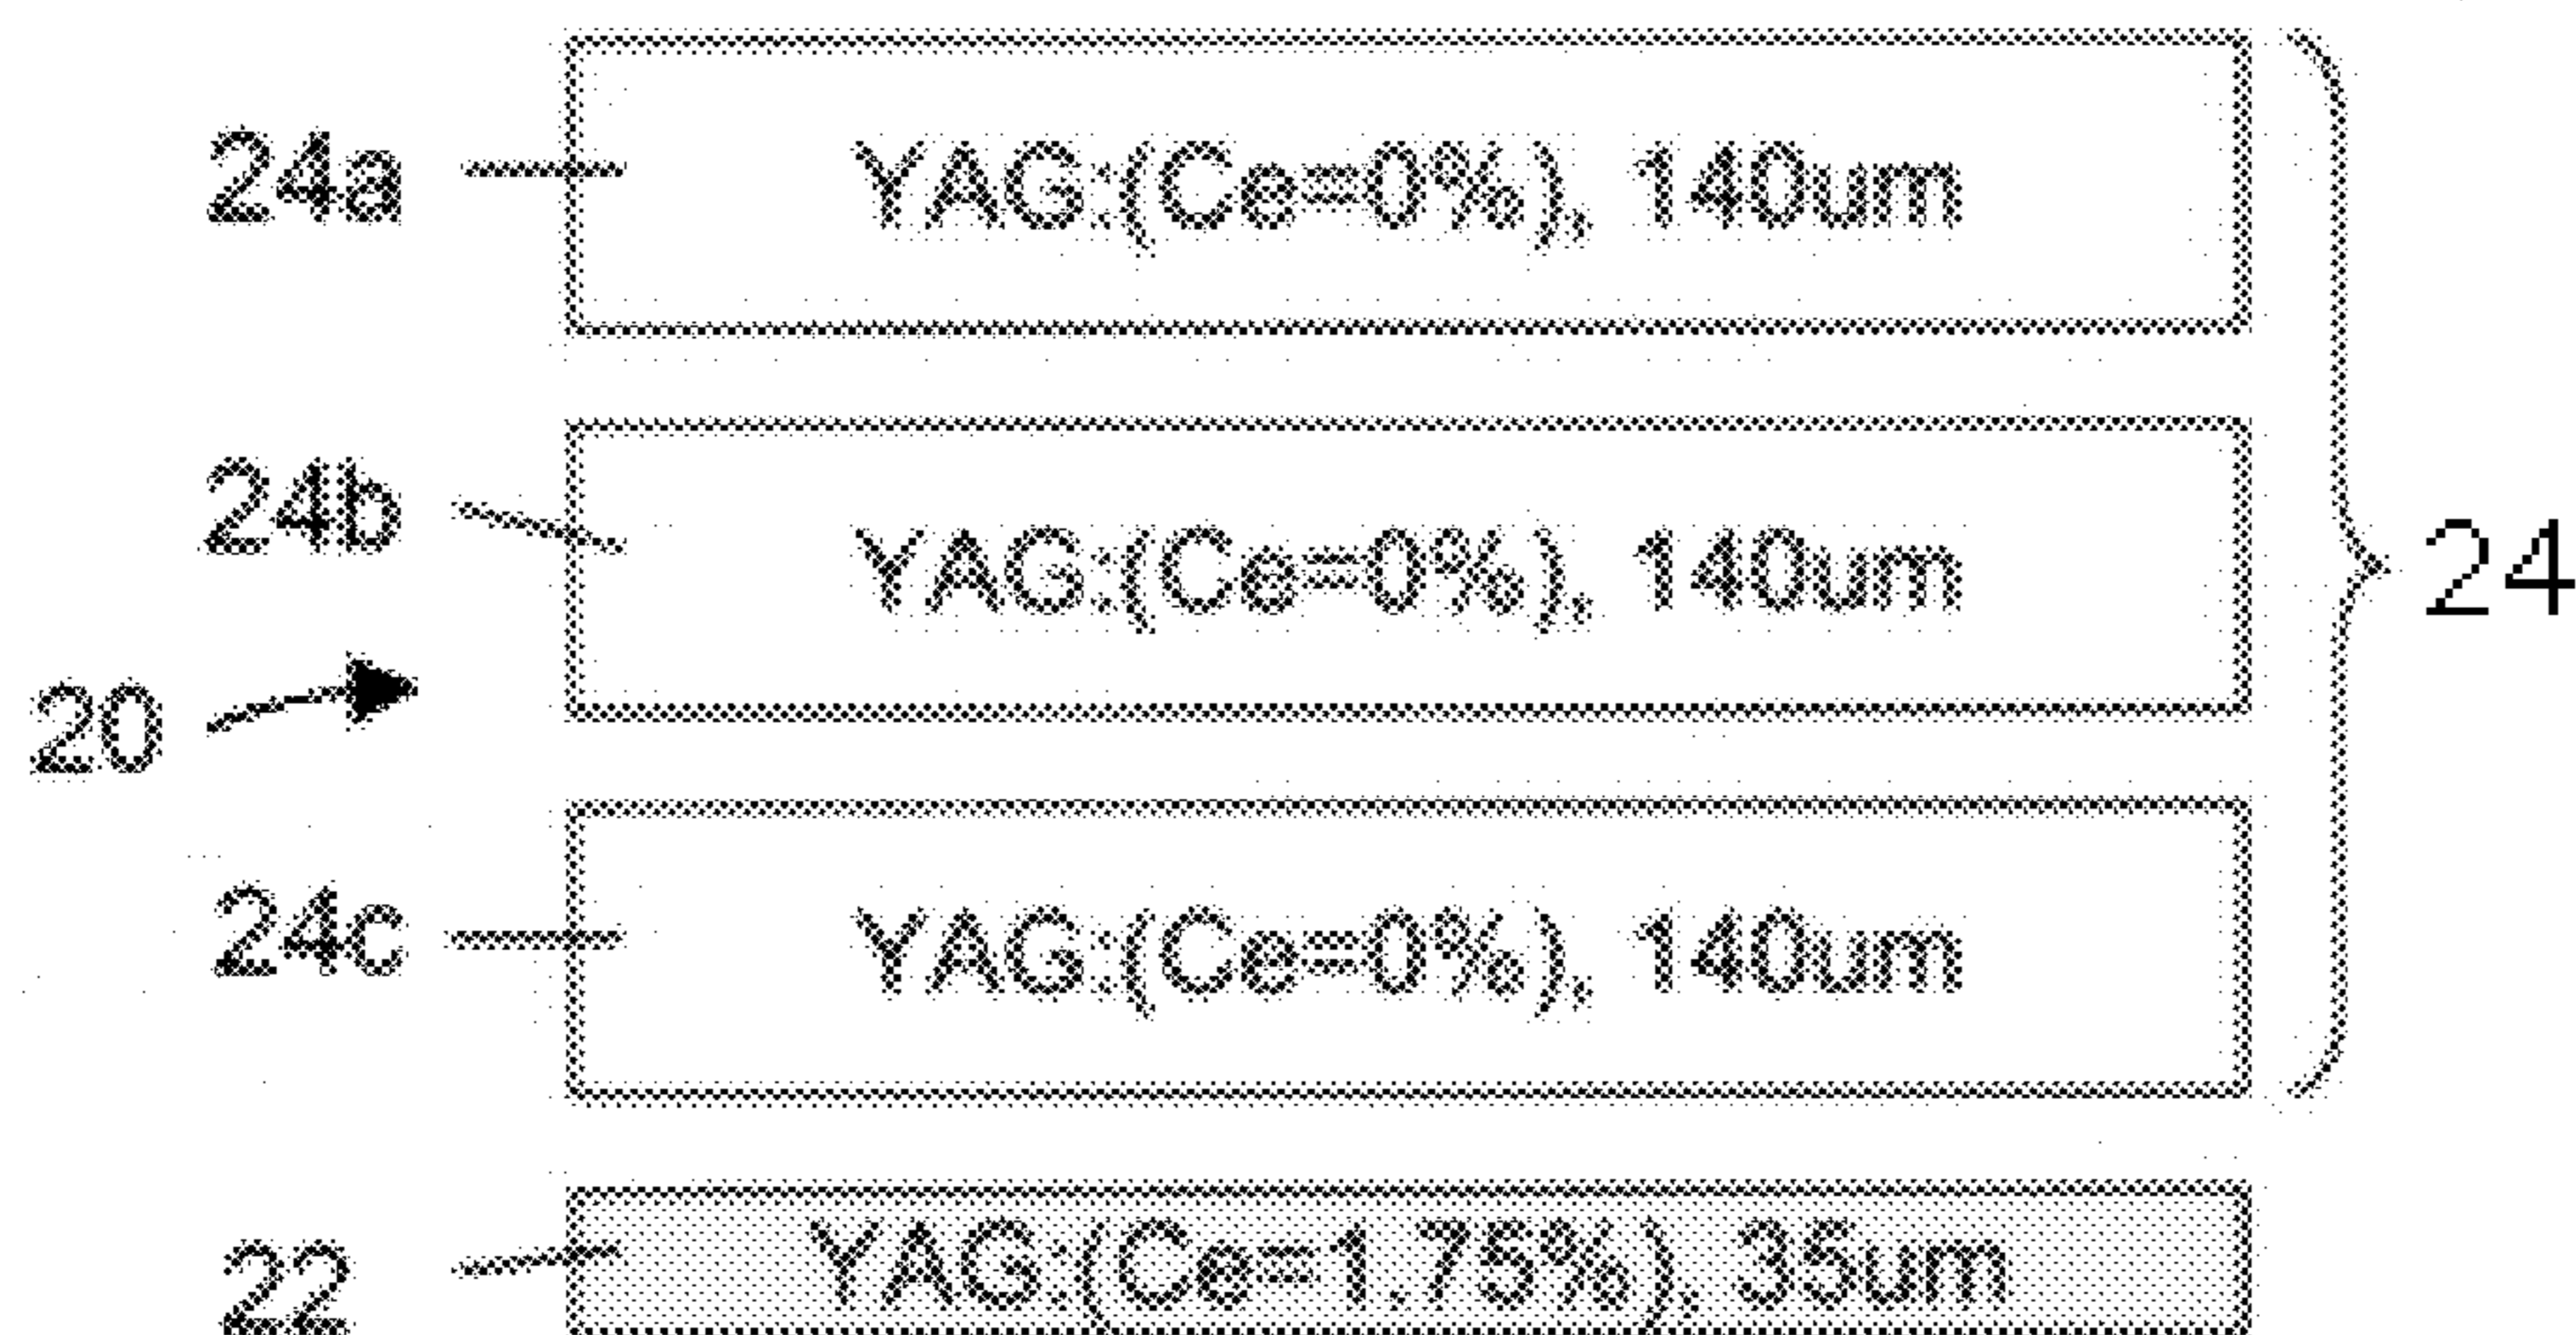 24a YAG:(Ce=0%), 140um
24b YAG:(Ce=0%), 140um
24
20
24c YAG:(Ce=0%), 140um
22 YAG:(Ce=1.75%), 35um